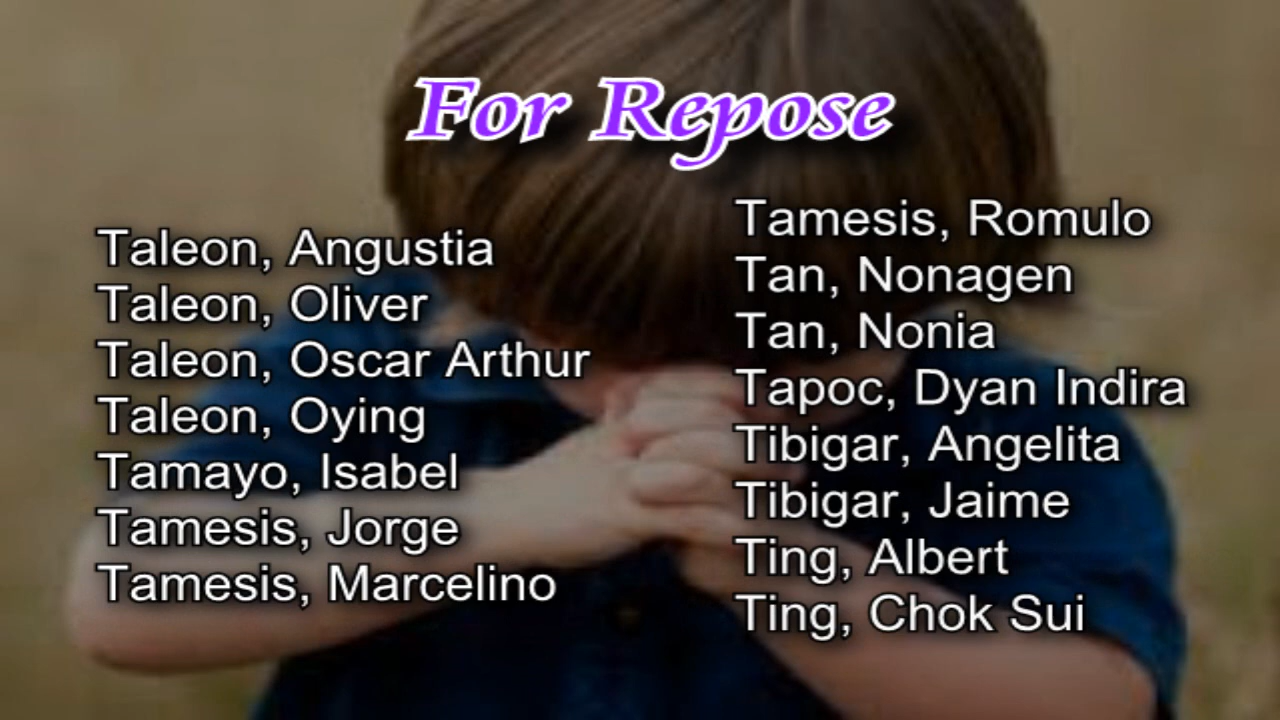 For Repose
Taleon, Angustia
Taleon, Oliver
Taleon, Oscar Arthur
Taleon, Oying
Tamayo, Isabel
Tamesis, Jorge
Tamesis, Marcelino
Tamesis, Romulo
Tan, Nonagen
Tan, Nonia
Tapoc, Dyan Indira
Tibigar, Angelita
Tibigar, Jaime
Ting, Albert
Ting, Chok Sui